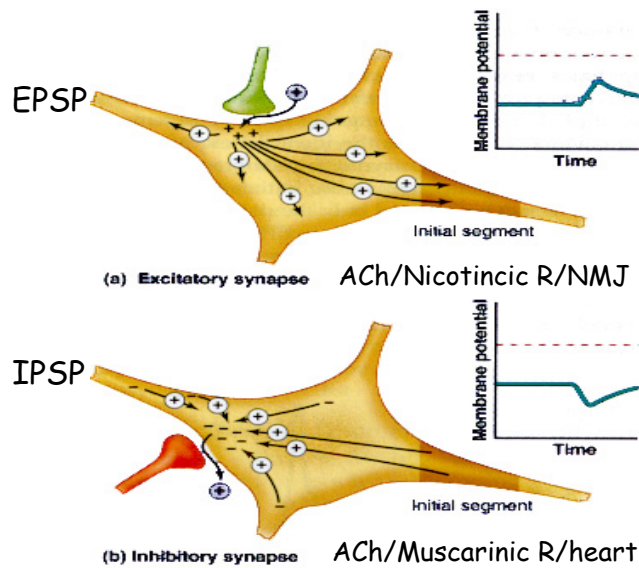 EPSP
Membrane potential
Time
Initial segment
(a) Excitatory synapse
ACh/Nicotincic R/NMJ
IPSP
Membrane potential
Time
Initial segment
(b) Inhibitory synapse
ACh/Muscarinic R/heart